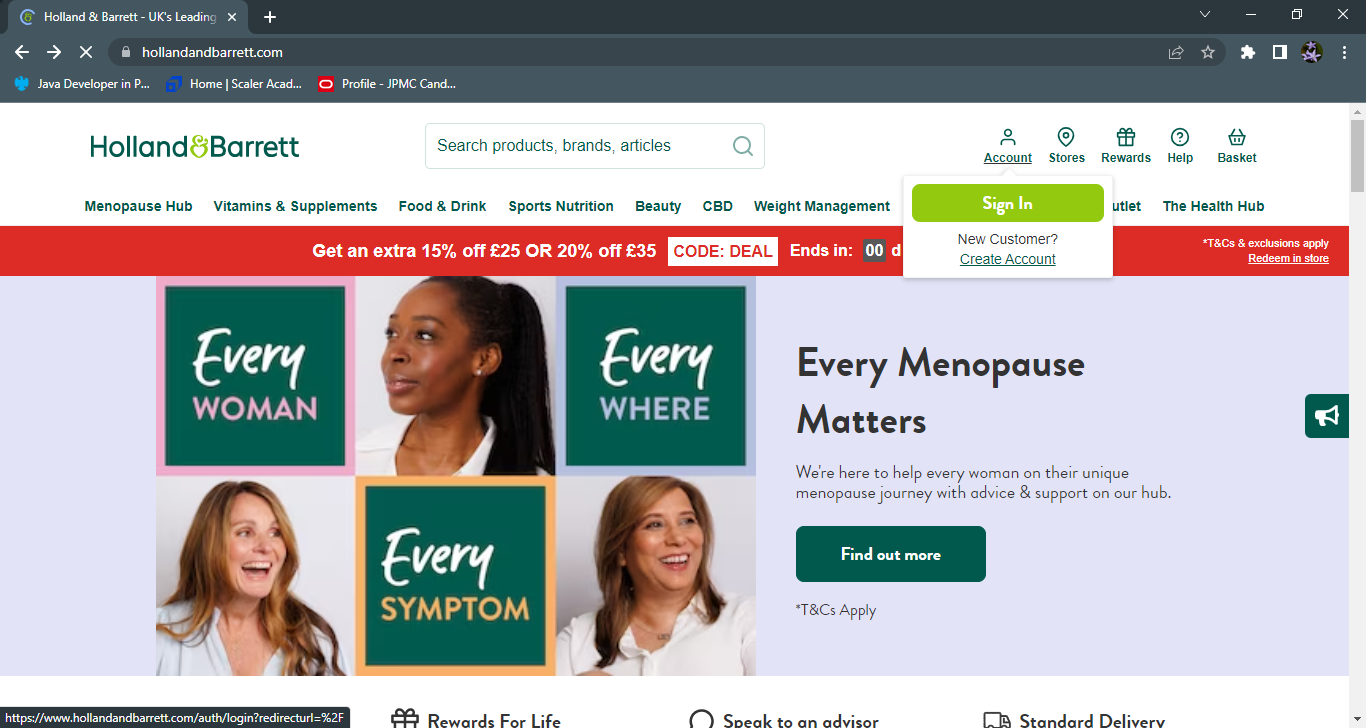 Holland & Barrett - UK's Leading
hollandandbarrett.com
Java Developer in P...
Home | Scaler Acad...
Profile - JPMC Cand...
Holland&Barrett
Search products, brands, articles
Account
Stores
Rewards
Help
Basket
Menopause Hub
Vitamins & Supplements
Food & Drink
Sports Nutrition
Beauty
CBD
Weight Management
utlet
The Health Hub
Sign In
New Customer?
Create Account
Get an extra 15% off £25 OR 20% off £35
CODE: DEAL
Ends in:
00 d
*T&Cs & exclusions apply
Redeem in store
Every
WOMAN
Every
WHERE
Every
SYMPTOM
Every Menopause
Matters
We're here to help every woman on their unique
menopause journey with advice & support on our hub.
Find out more
*T&Cs Apply
Rewards For Life
Speak to an advisor
Standard Delivery
https://www.hollandandbarrett.com/auth/login?redirecturl=%2F